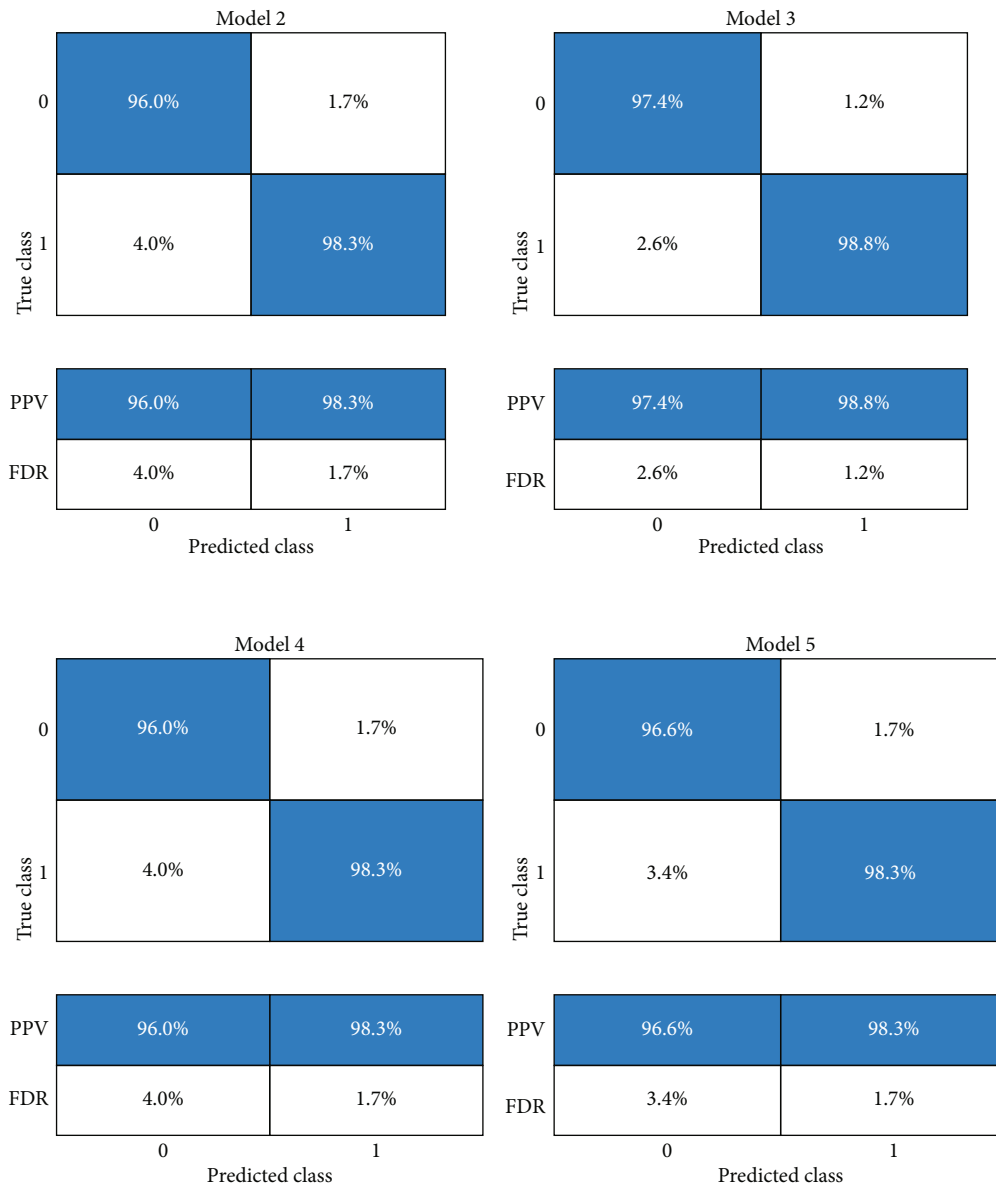 Model 2
0 96.0% 1.7%
1 4.0% 98.3%
True class
PPV 96.0% 98.3%
FDR 4.0% 1.7%
0 1
Predicted class
Model 3
0 97.4% 1.2%
1 2.6% 98.8%
True class
PPV 97.4% 98.8%
FDR 2.6% 1.2%
0 1
Predicted class
Model 4
0 96.0% 1.7%
1 4.0% 98.3%
True class
PPV 96.0% 98.3%
FDR 4.0% 1.7%
0 1
Predicted class
Model 5
0 96.6% 1.7%
1 3.4% 98.3%
True class
PPV 96.6% 98.3%
FDR 3.4% 1.7%
0 1
Predicted class